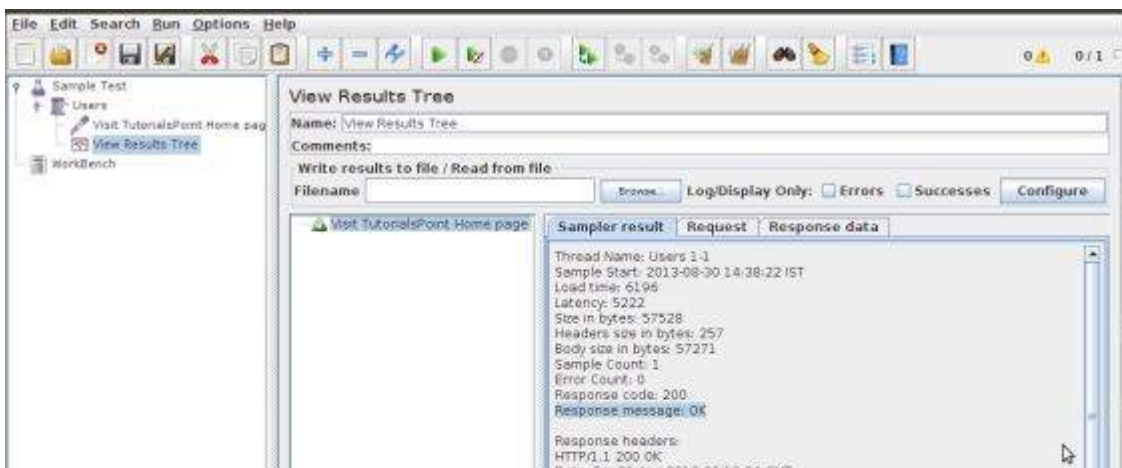 File Edit Search Run Options Help
0 0/1
Sample Test
Users
Visit TutorialsPoint Home pag
View Results Tree
WorkBench
View Results Tree
Name: View Results Tree
Comments:
Write results to file / Read from file
Filename Browse... Log/Display Only: Errors Successes Configure
Visit TutorialsPoint Home page
Sampler result Request Response data
Thread Name: Users 1-1
Sample Start: 2013-08-30 14:38:22 IST
Load time: 6196
Latency: 5222
Size in bytes: 57528
Headers size in bytes: 257
Body size in bytes: 57271
Sample Count: 1
Error Count: 0
Response code: 200
Response message: OK
Response headers:
HTTP/1.1 200 OK